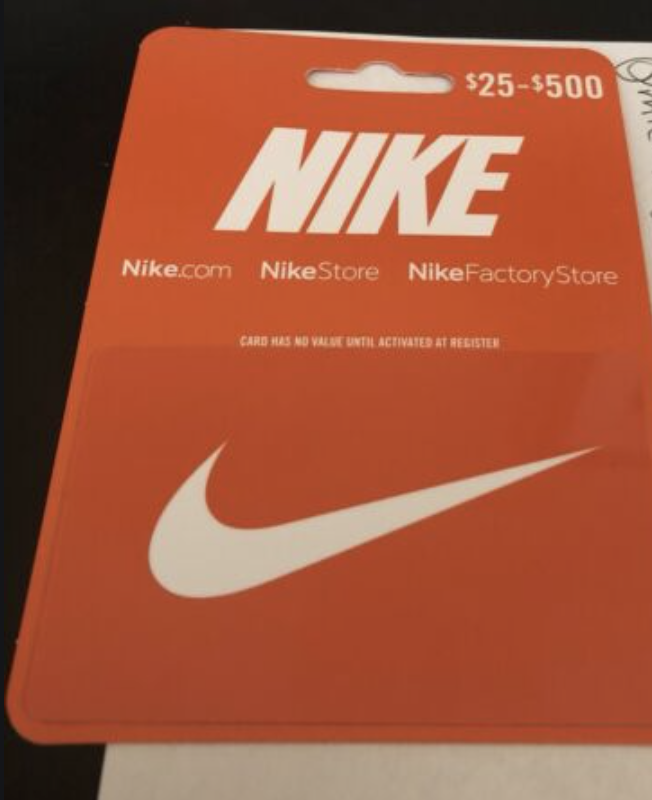 $25-$500
NIKE
Nike.com NikeStore NikeFactoryStore
CARD HAS NO VALUE UNTIL ACTIVATED AT REGISTER